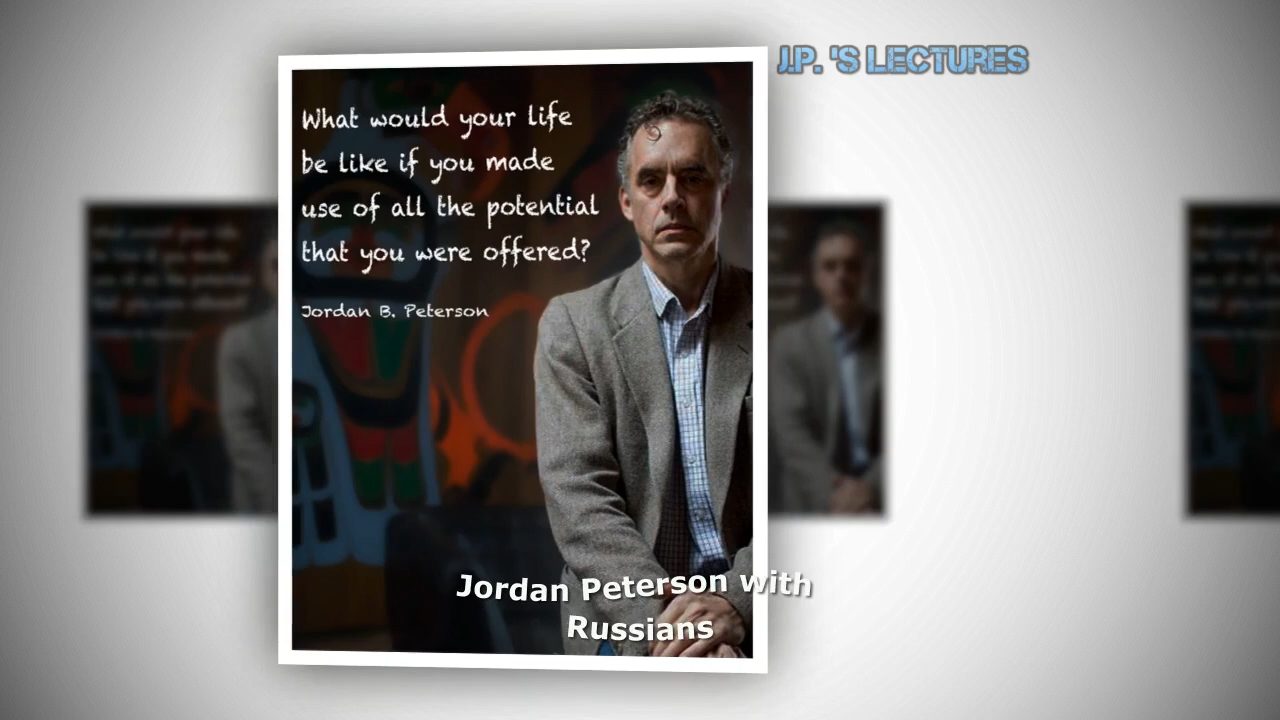 J.P. 'S LECTURES
What would your life
be like if you made
use of all the potential
that you were offered?
Jordan B. Peterson
Jordan Peterson with
Russians